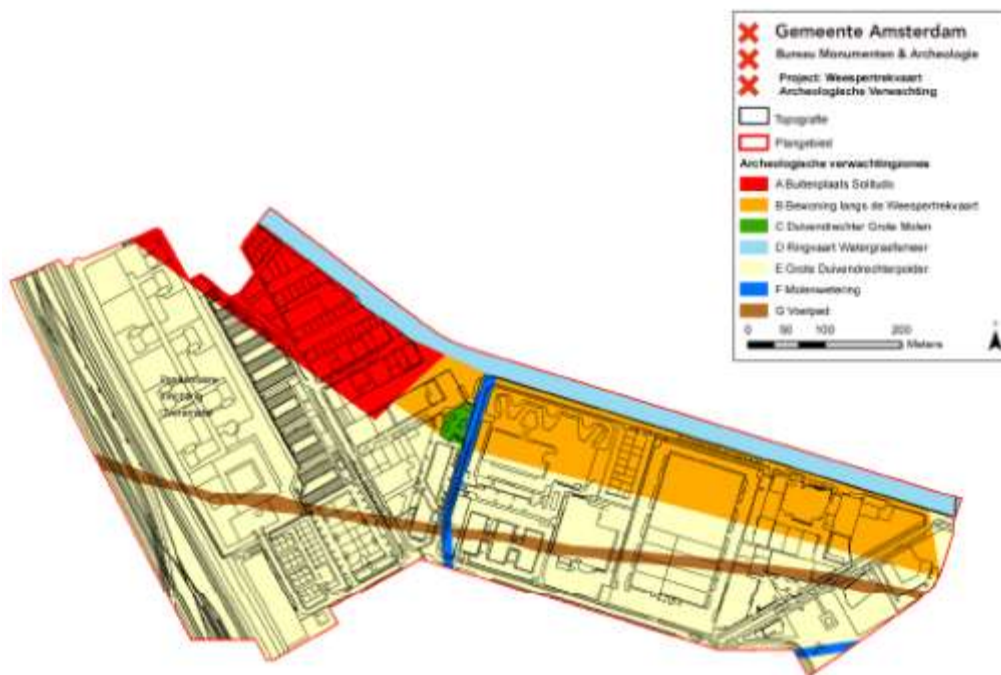 Gemeente Amsterdam
Bureau Monumenten & Archeologie
Project: Weespertrekvaart
Archeologische Verwachting
Topografie
Plangebied
Archeologische verwachtingzones
A Buitenplaats Solitudo
B Bewoning langs de Weespertrekvaart
C Duivendrechter Grote Molen
D Ringvaart Watergraafsmeer
E Grote Duivendrechterpolder
F Molenwetering
G Voetpad
0 50 100 200
Meters